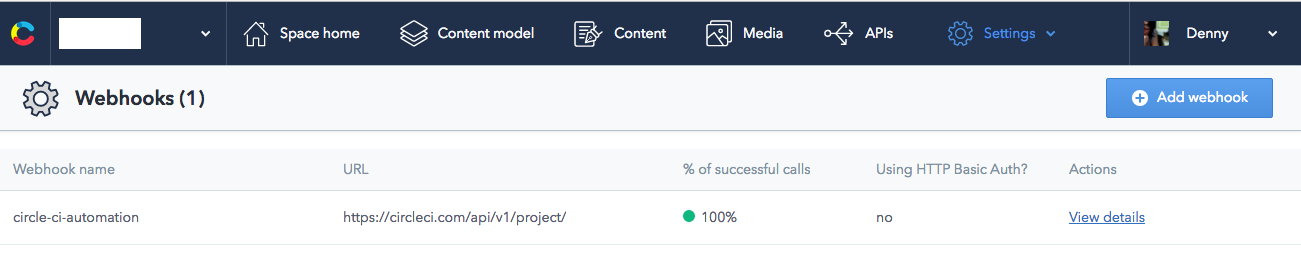 Space home Content model Content Media APIs Settings Denny
Webhooks (1) Add webhook
Webhook name URL % of successful calls Using HTTP Basic Auth? Actions
circle-ci-automation https://circleci.com/api/v1/project/ 100% no View details